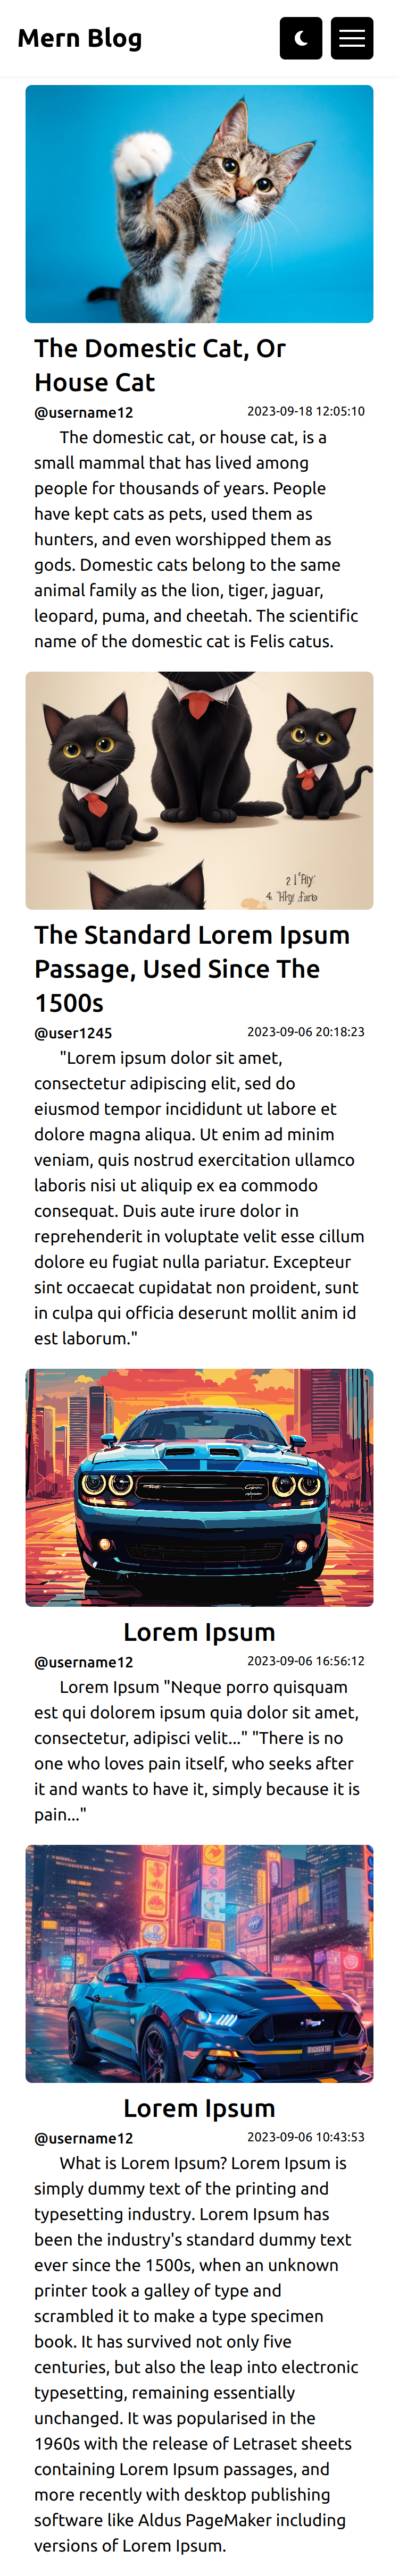 Mern Blog
The Domestic Cat, Or
House Cat
@username12 2023-09-18 12:05:10
The domestic cat, or house cat, is a
small mammal that has lived among
people for thousands of years. People
have kept cats as pets, used them as
hunters, and even worshipped them as
gods. Domestic cats belong to the same
animal family as the lion, tiger, jaguar,
leopard, puma, and cheetah. The scientific
name of the domestic cat is Felis catus.
The Standard Lorem Ipsum
Passage, Used Since The
1500s
@user1245 2023-09-06 20:18:23
"Lorem ipsum dolor sit amet,
consectetur adipiscing elit, sed do
eiusmod tempor incididunt ut labore et
dolore magna aliqua. Ut enim ad minim
veniam, quis nostrud exercitation ullamco
laboris nisi ut aliquip ex ea commodo
consequat. Duis aute irure dolor in
reprehenderit in voluptate velit esse cillum
dolore eu fugiat nulla pariatur. Excepteur
sint occaecat cupidatat non proident, sunt
in culpa qui officia deserunt mollit anim id
est laborum."
Lorem Ipsum
@username12 2023-09-06 16:56:12
Lorem Ipsum "Neque porro quisquam
est qui dolorem ipsum quia dolor sit amet,
consectetur, adipisci velit..." "There is no
one who loves pain itself, who seeks after
it and wants to have it, simply because it is
pain..."
Lorem Ipsum
@username12 2023-09-06 10:43:53
What is Lorem Ipsum? Lorem Ipsum is
simply dummy text of the printing and
typesetting industry. Lorem Ipsum has
been the industry's standard dummy text
ever since the 1500s, when an unknown
printer took a galley of type and
scrambled it to make a type specimen
book. It has survived not only five
centuries, but also the leap into electronic
typesetting, remaining essentially
unchanged. It was popularised in the
1960s with the release of Letraset sheets
containing Lorem Ipsum passages, and
more recently with desktop publishing
software like Aldus PageMaker including
versions of Lorem Ipsum.